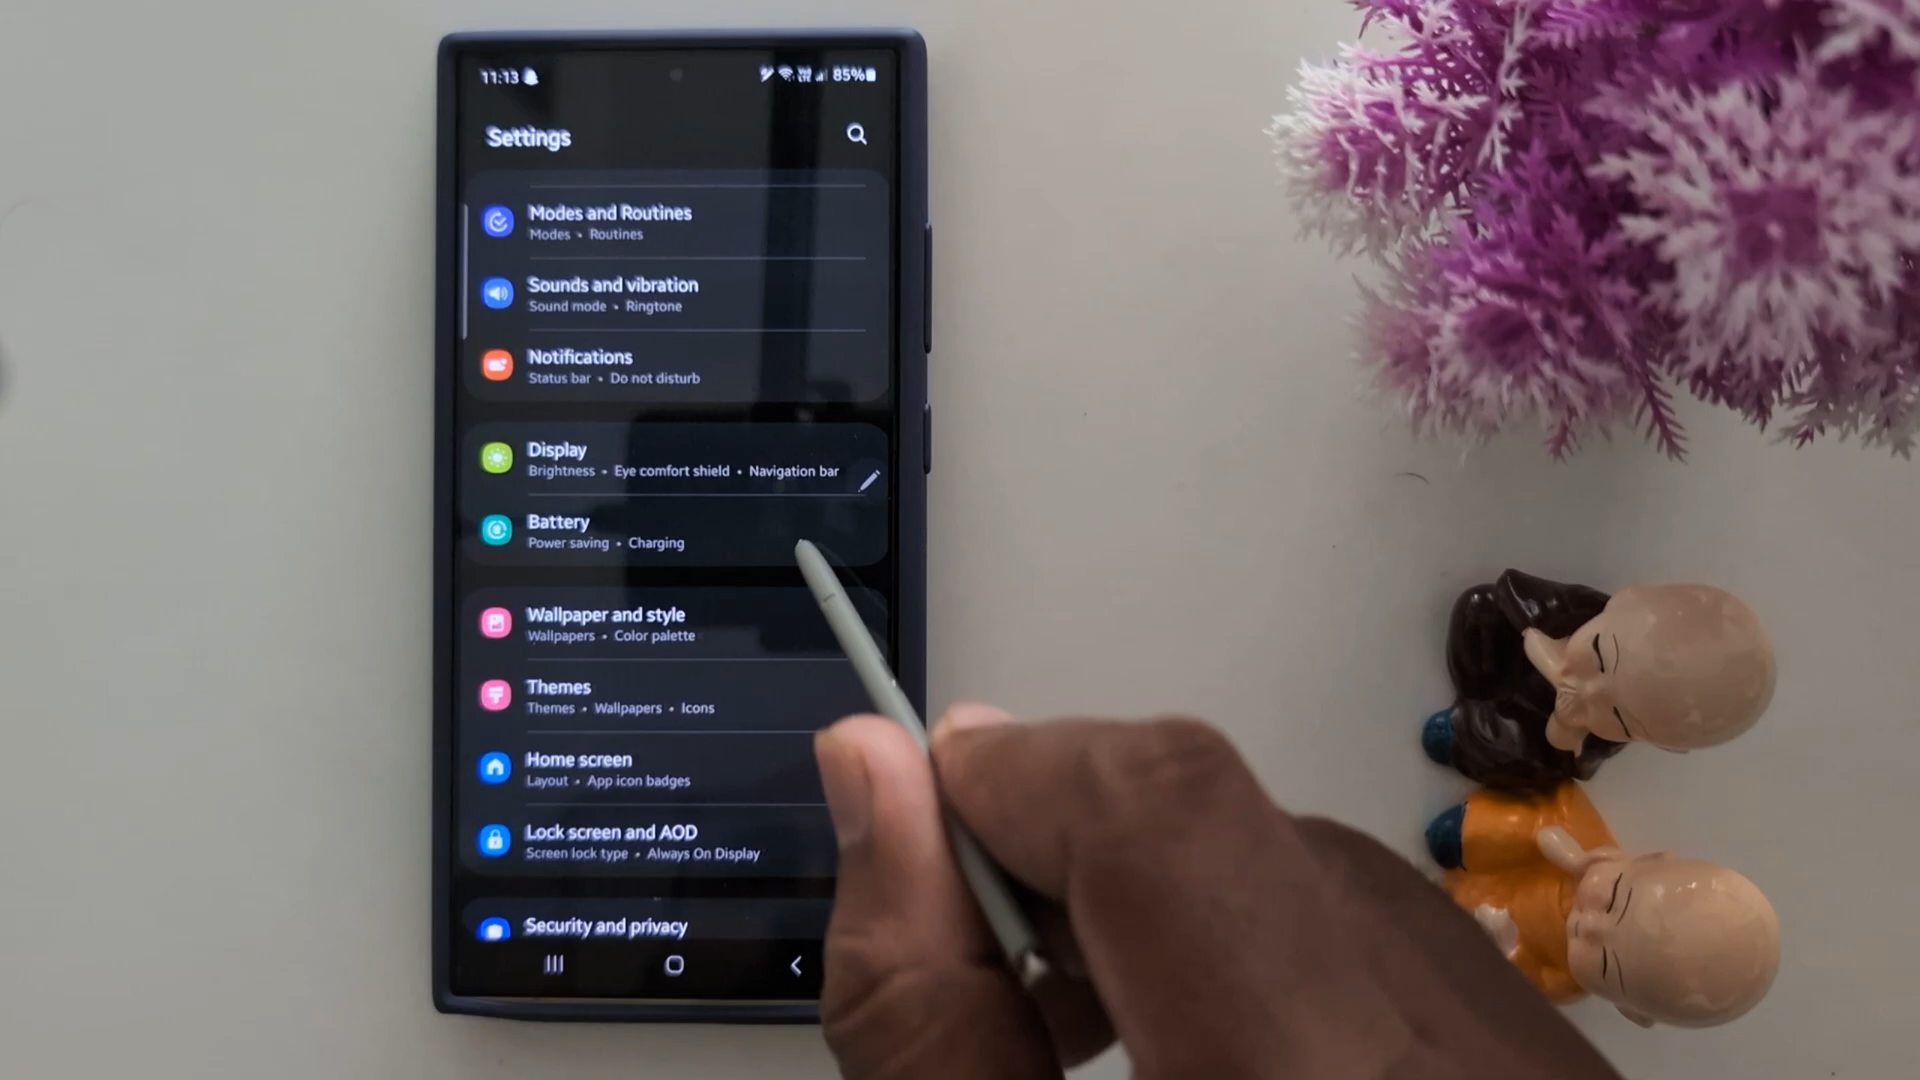 11:13
85%
Settings
Modes and Routines
Modes • Routines
Sounds and vibration
Sound mode • Ringtone
Notifications
Status bar • Do not disturb
Display
Brightness • Eye comfort shield • Navigation bar
Battery
Power saving • Charging
Wallpaper and style
Wallpapers • Color palette
Themes
Themes • Wallpapers • Icons
Home screen
Layout • App icon badges
Lock screen and AOD
Screen lock type • Always On Display
Security and privacy